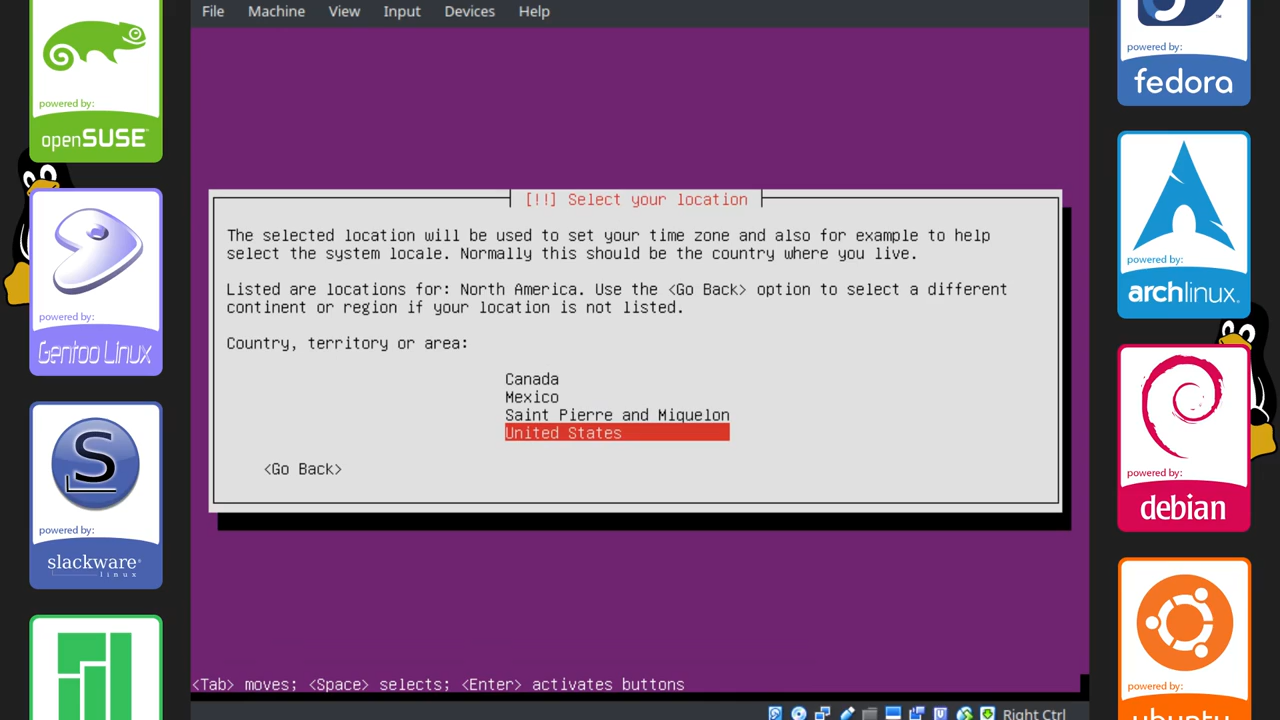 File Machine View Input Devices Help
powered by:
openSUSE
powered by:
Gentoo Linux
powered by:
slackware
linux
[!!] Select your location
The selected location will be used to set your time zone and also for example to help
select the system locale. Normally this should be the country where you live.
Listed are locations for: North America. Use the <Go Back> option to select a different
continent or region if your location is not listed.
Country, territory or area:
Canada
Mexico
Saint Pierre and Miquelon
United States
<Go Back>
<Tab> moves; <Space> selects; <Enter> activates buttons
Right Ctrl
TM
powered by:
fedora
powered by:
archlinux
powered by:
debian
powered by:
ubuntu